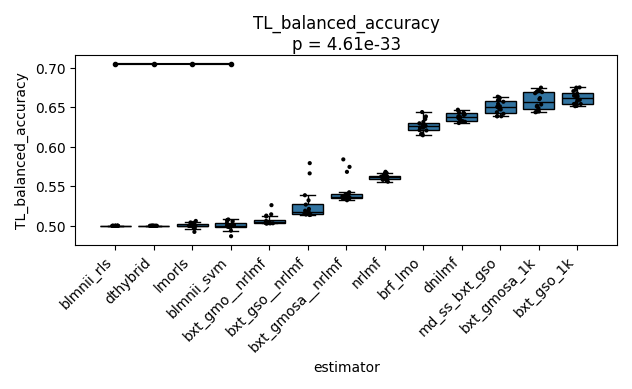 TL_balanced_accuracy
p = 4.61e-33
TL_balanced_accuracy
0.70
0.65
0.60
0.55
0.50
blmnii_rls
dthybrid
lmorls
blmnii_svm
bxt_gmo__nrlmf
bxt_gso__nrlmf
bxt_gmosa__nrlmf
nrlmf
brf_lmo
dnilmf
md_ss_bxt_gso
bxt_gmosa_1k
bxt_gso_1k
estimator